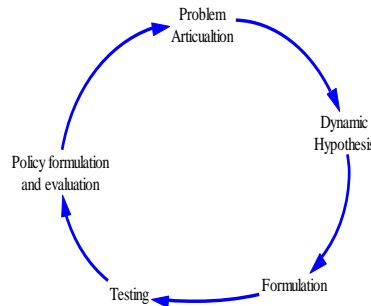 Problem
Articualtion
Dynamic
Hypothesis
Formulation
Testing
Policy formulation
and evaluation